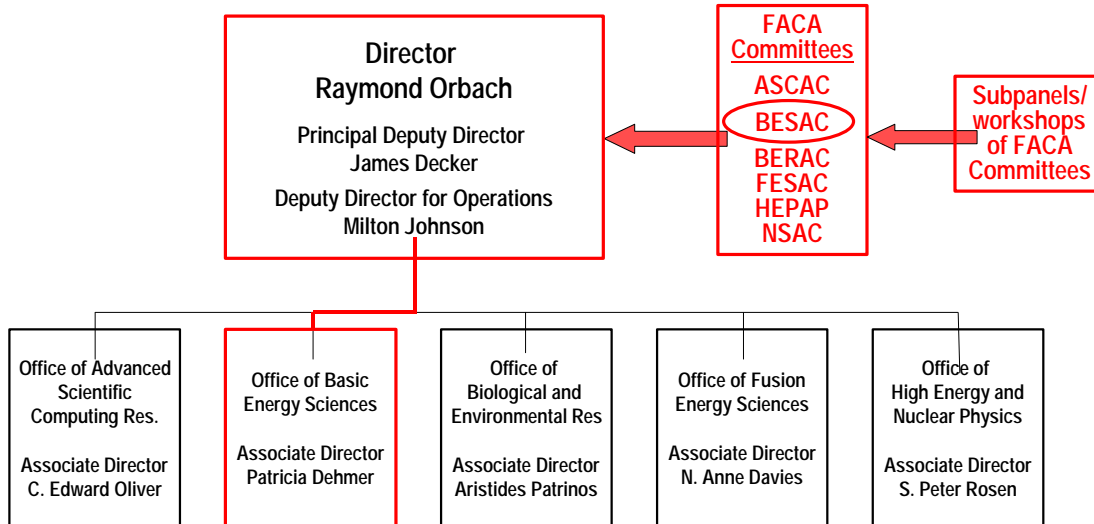 Director
Raymond Orbach
Principal Deputy Director
James Decker
Deputy Director for Operations
Milton Johnson
FACA
Committees
ASCAC
BESAC
BERAC
FESAC
HEPAP
NSAC
Subpanels/
workshops
of FACA
Committees
Office of Advanced
Scientific
Computing Res.
Associate Director
C. Edward Oliver
Office of Basic
Energy Sciences
Associate Director
Patricia Dehmer
Office of
Biological and
Environmental Res
Associate Director
Aristides Patrinos
Office of Fusion
Energy Sciences
Associate Director
N. Anne Davies
Office of
High Energy and
Nuclear Physics
Associate Director
S. Peter Rosen